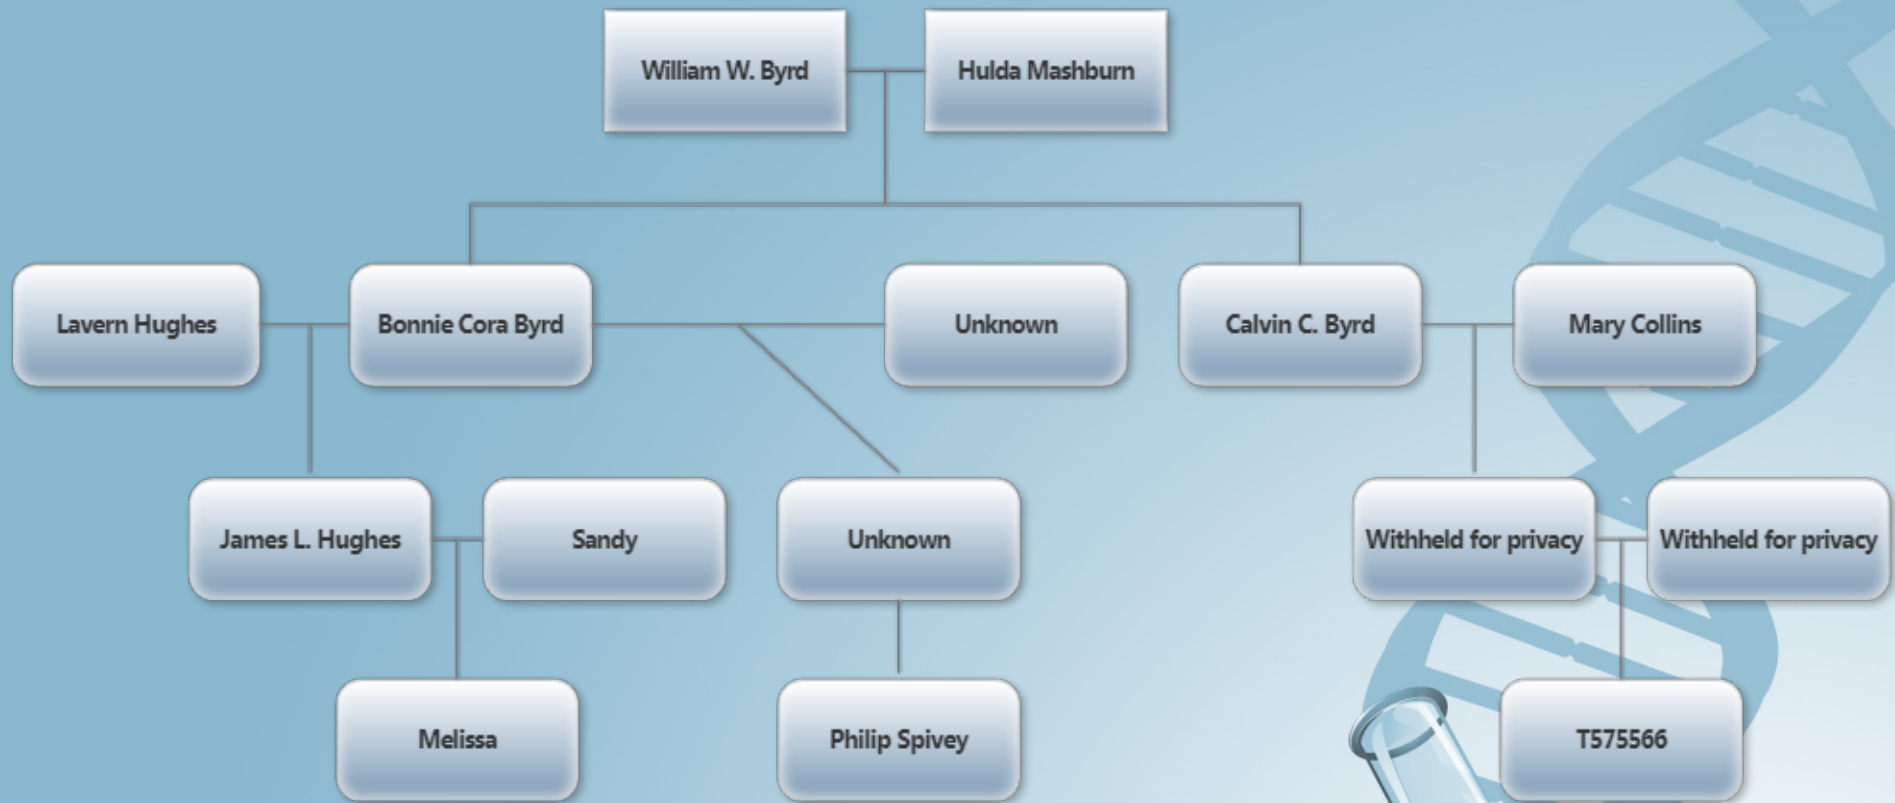 William W. Byrd
Hulda Mashburn
Lavern Hughes
Bonnie Cora Byrd
Unknown
Calvin C. Byrd
Mary Collins
James L. Hughes
Sandy
Unknown
Withheld for privacy
Withheld for privacy
Melissa
Philip Spivey
T575566